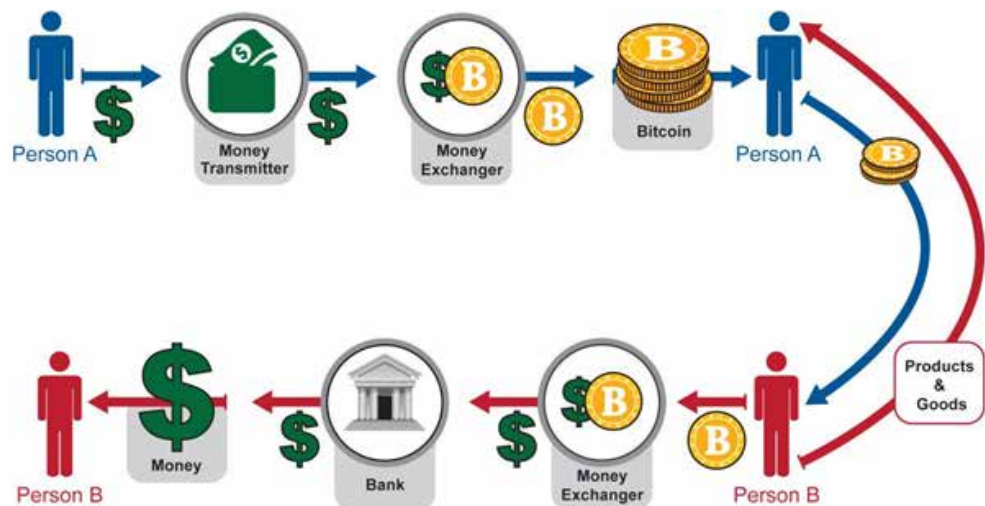 Person A
Money
Transmitter
Money
Exchanger
Bitcoin
Person A
Products
&
Goods
Person B
Money
Bank
Money
Exchanger
Person B